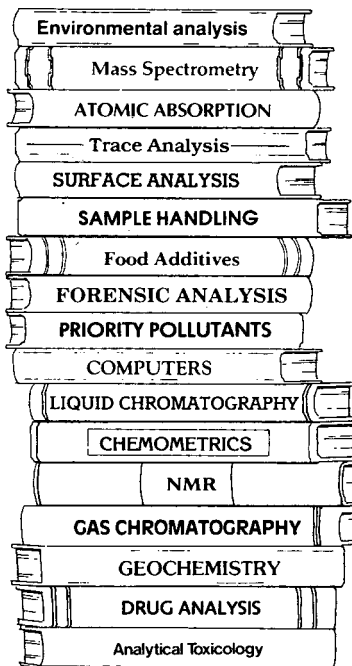 Environmental analysis
Mass Spectrometry
ATOMIC ABSORPTION
Trace Analysis
SURFACE ANALYSIS
SAMPLE HANDLING
Food Additives
FORENSIC ANALYSIS
PRIORITY POLLUTANTS
COMPUTERS
LIQUID CHROMATOGRAPHY
CHEMOMETRICS
NMR
GAS CHROMATOGRAPHY
GEOCHEMISTRY
DRUG ANALYSIS
Analytical Toxicology